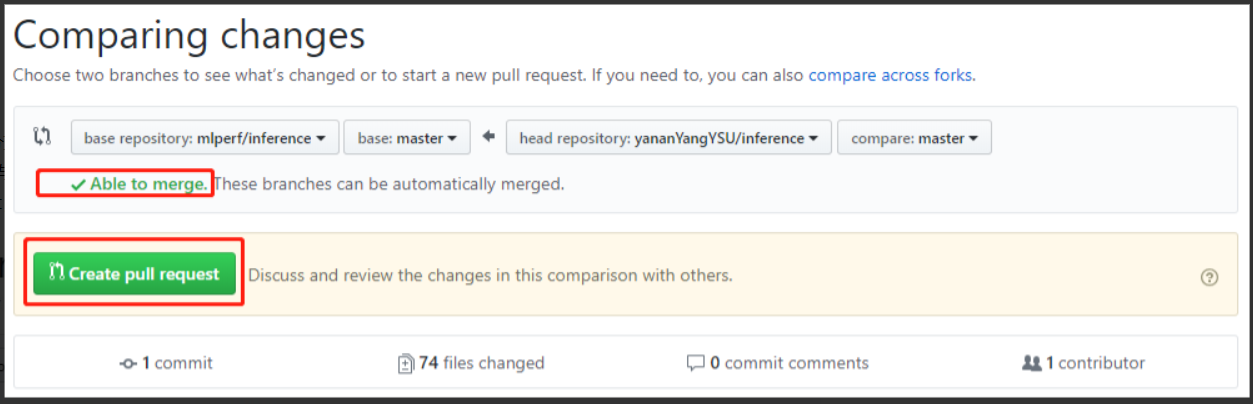 Comparing changes
Choose two branches to see what's changed or to start a new pull request. If you need to, you can also compare across forks.
base repository: mlperf/inference base: master head repository: yananYangYSU/inference compare: master
Able to merge. These branches can be automatically merged.
Create pull request Discuss and review the changes in this comparison with others.
1 commit 74 files changed 0 commit comments 1 contributor